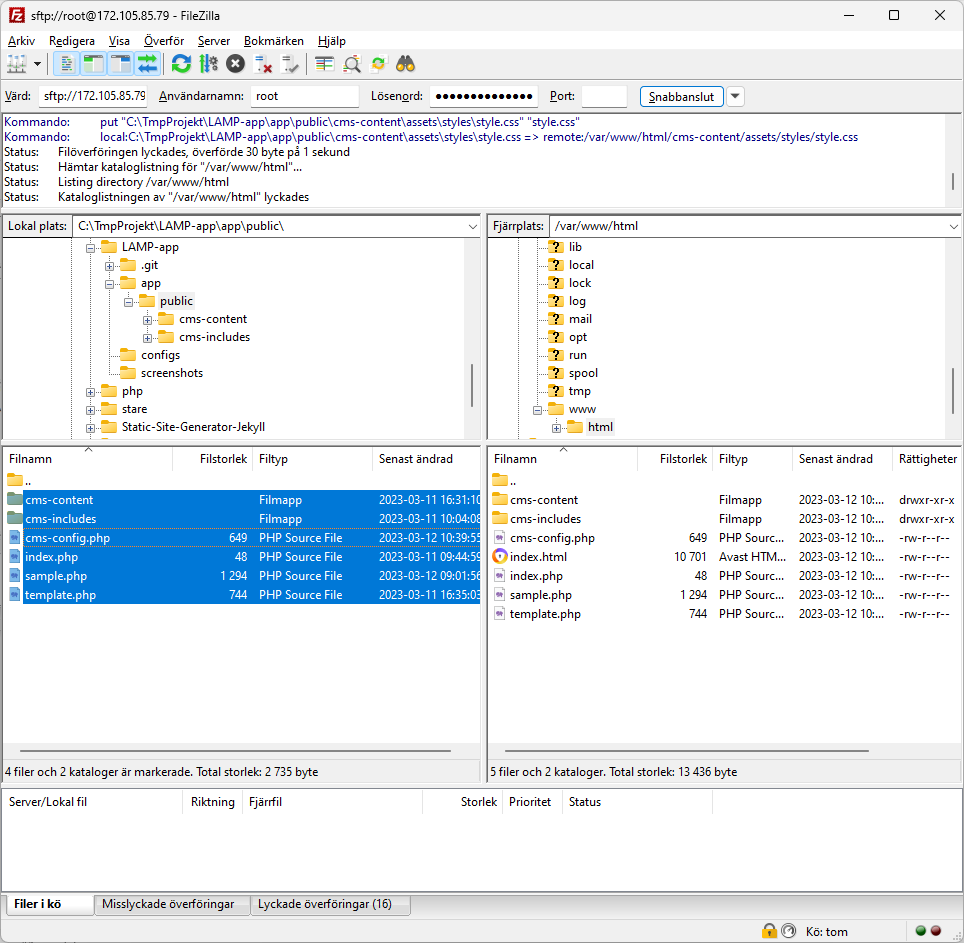 sftp://root@172.105.85.79 - FileZilla
Arkiv Redigera Visa Överför Server Bokmärken Hjälp
Värd: sftp://172.105.85.79 Användarnamn: root Lösenord: ●●●●●●●●●●●●●● Port: Snabbanslut
Kommando: put "C:\TmpProjekt\LAMP-app\app\public\cms-content\assets\styles\style.css" "style.css"
Kommando: local:C:\TmpProjekt\LAMP-app\app\public\cms-content\assets\styles\style.css => remote:/var/www/html/cms-content/assets/styles/style.css
Status: Filöverföringen lyckades, överförde 30 byte på 1 sekund
Status: Hämtar kataloglistning för "/var/www/html"...
Status: Listing directory /var/www/html
Status: Kataloglistningen av "/var/www/html" lyckades
Lokal plats: C:\TmpProjekt\LAMP-app\app\public\
LAMP-app
.git
app
public
cms-content
cms-includes
configs
screenshots
php
stare
Static-Site-Generator-Jekyll
Fjärrplats: /var/www/html
lib
local
lock
log
mail
opt
run
spool
tmp
www
html
Filnamn Filstorlek Filtyp Senast ändrad
..
cms-content Filmapp 2023-03-11 16:31:10
cms-includes Filmapp 2023-03-11 10:04:08
cms-config.php 649 PHP Source File 2023-03-12 10:39:55
index.php 48 PHP Source File 2023-03-11 09:44:59
sample.php 1 294 PHP Source File 2023-03-12 09:01:56
template.php 744 PHP Source File 2023-03-11 16:35:03
4 filer och 2 kataloger är markerade. Total storlek: 2 735 byte
Filnamn Filstorlek Filtyp Senast ändrad Rättigheter
..
cms-content Filmapp 2023-03-12 10:... drwxr-xr-x
cms-includes Filmapp 2023-03-12 10:... drwxr-xr-x
cms-config.php 649 PHP Sourc... 2023-03-12 10:... -rw-r--r--
index.html 10 701 Avast HTM... 2023-03-12 10:... -rw-r--r--
index.php 48 PHP Sourc... 2023-03-12 10:... -rw-r--r--
sample.php 1 294 PHP Sourc... 2023-03-12 10:... -rw-r--r--
template.php 744 PHP Sourc... 2023-03-12 10:... -rw-r--r--
5 filer och 2 kataloger. Total storlek: 13 436 byte
Server/Lokal fil Riktning Fjärrfil Storlek Prioritet Status
Filer i kö Misslyckade överföringar Lyckade överföringar (16)
Kö: tom